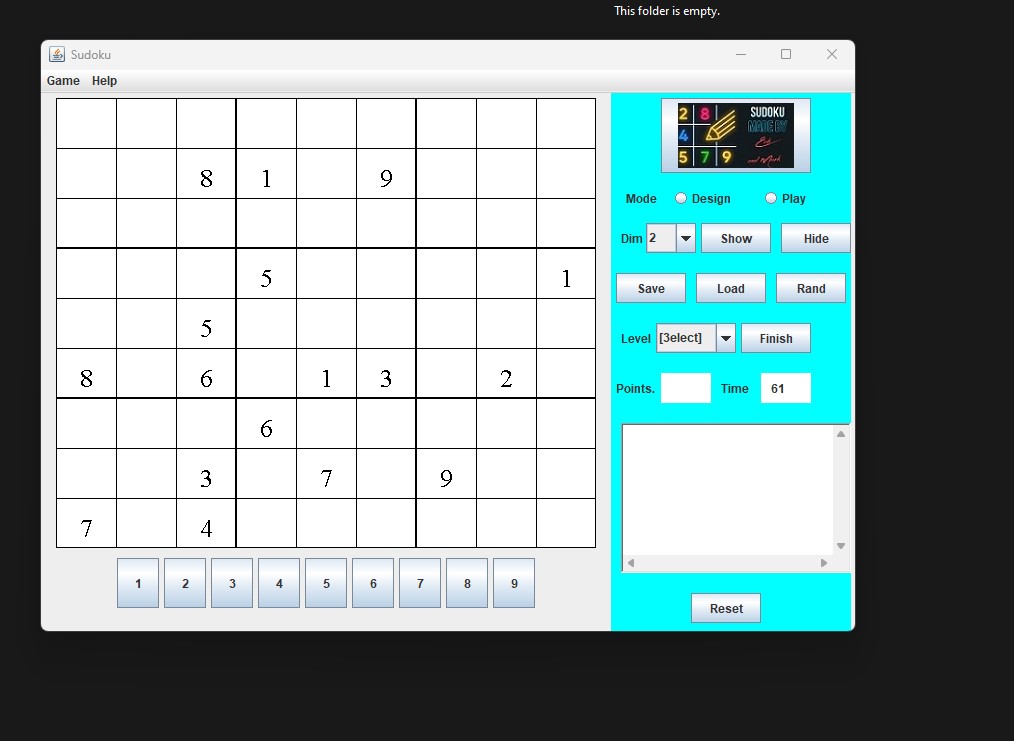 This folder is empty.
Sudoku
Game Help
2 8 SUDOKU
4 MADE BY
5 7 9 and Mark
8 1 9
Mode Design Play
Dim 2 Show Hide
5 1
Save Load Rand
5
Level [3elect] Finish
8 6 1 3 2
Points. Time 61
6
3 7 9
7 4
1 2 3 4 5 6 7 8 9
Reset